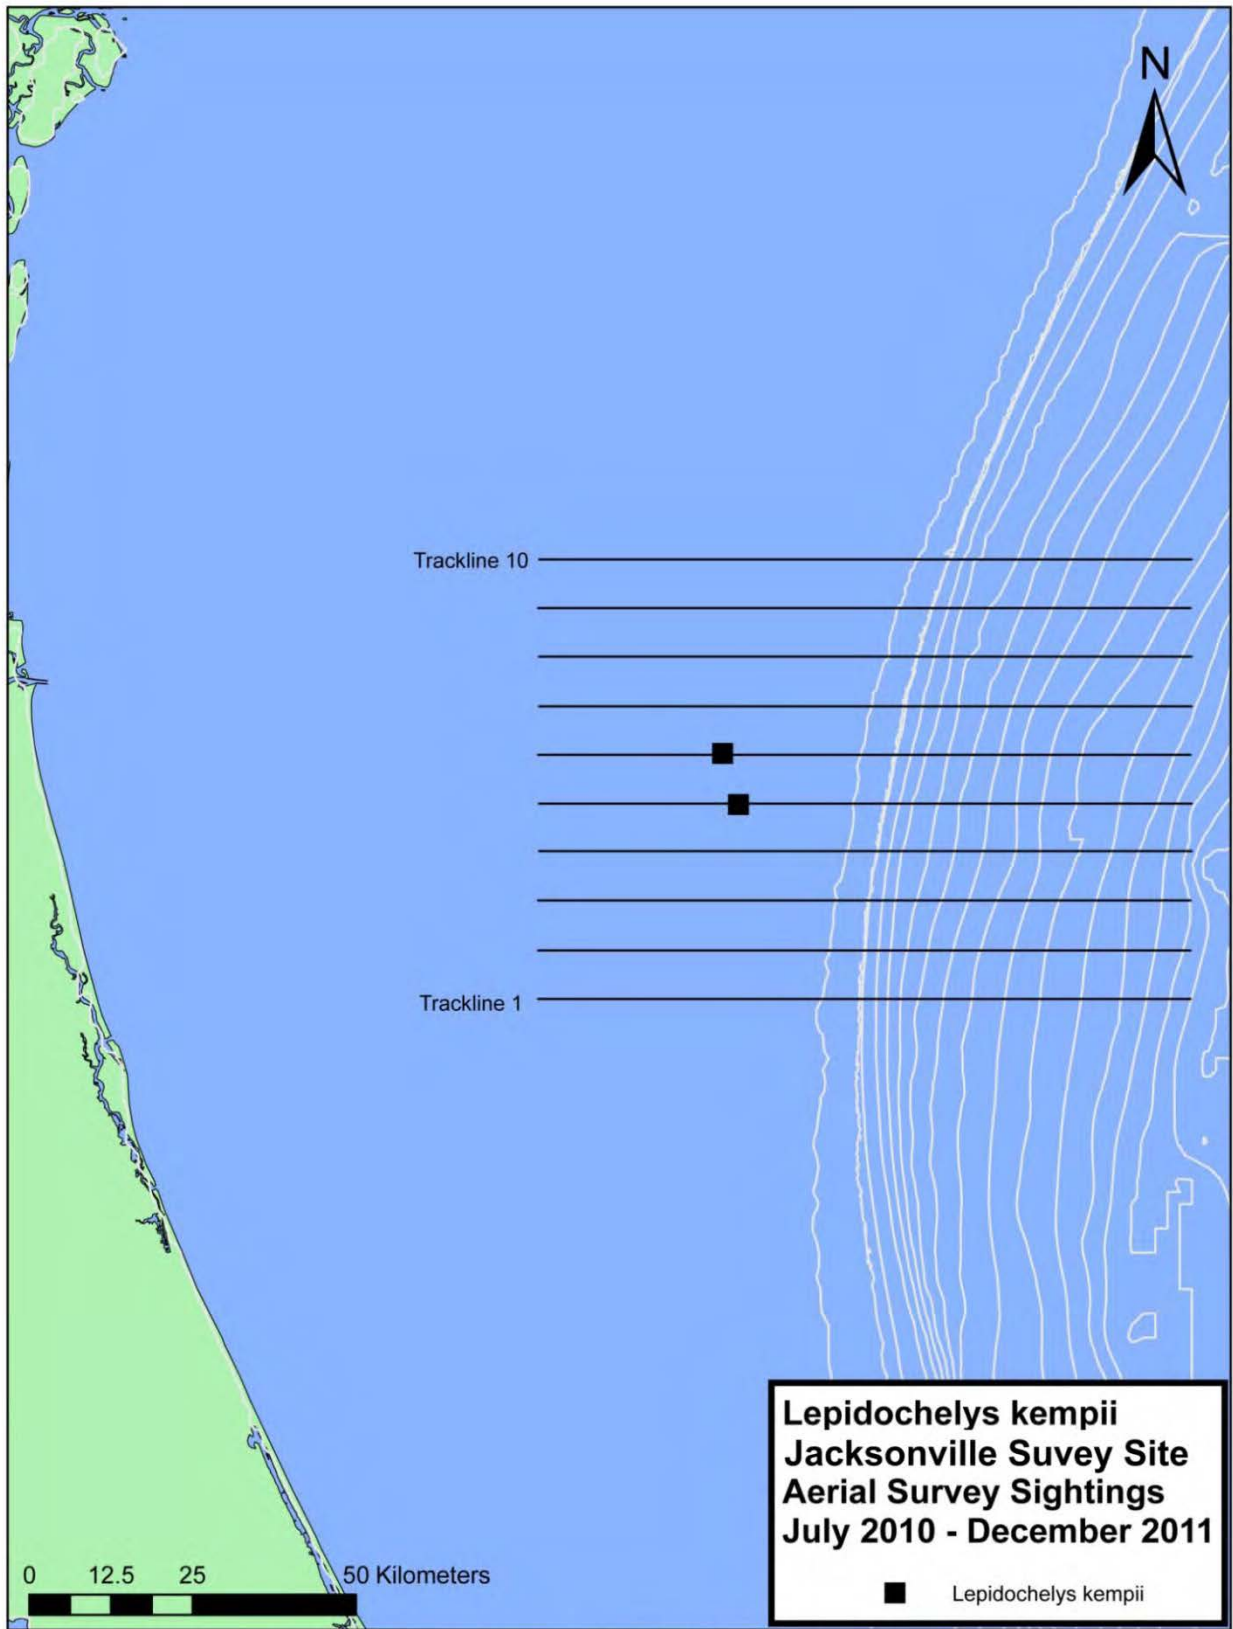 N
Trackline 10
Trackline 1
Lepidochelys kempii
Jacksonville Suvey Site
Aerial Survey Sightings
July 2010 - December 2011
Lepidochelys kempii
0 12.5 25 50 Kilometers